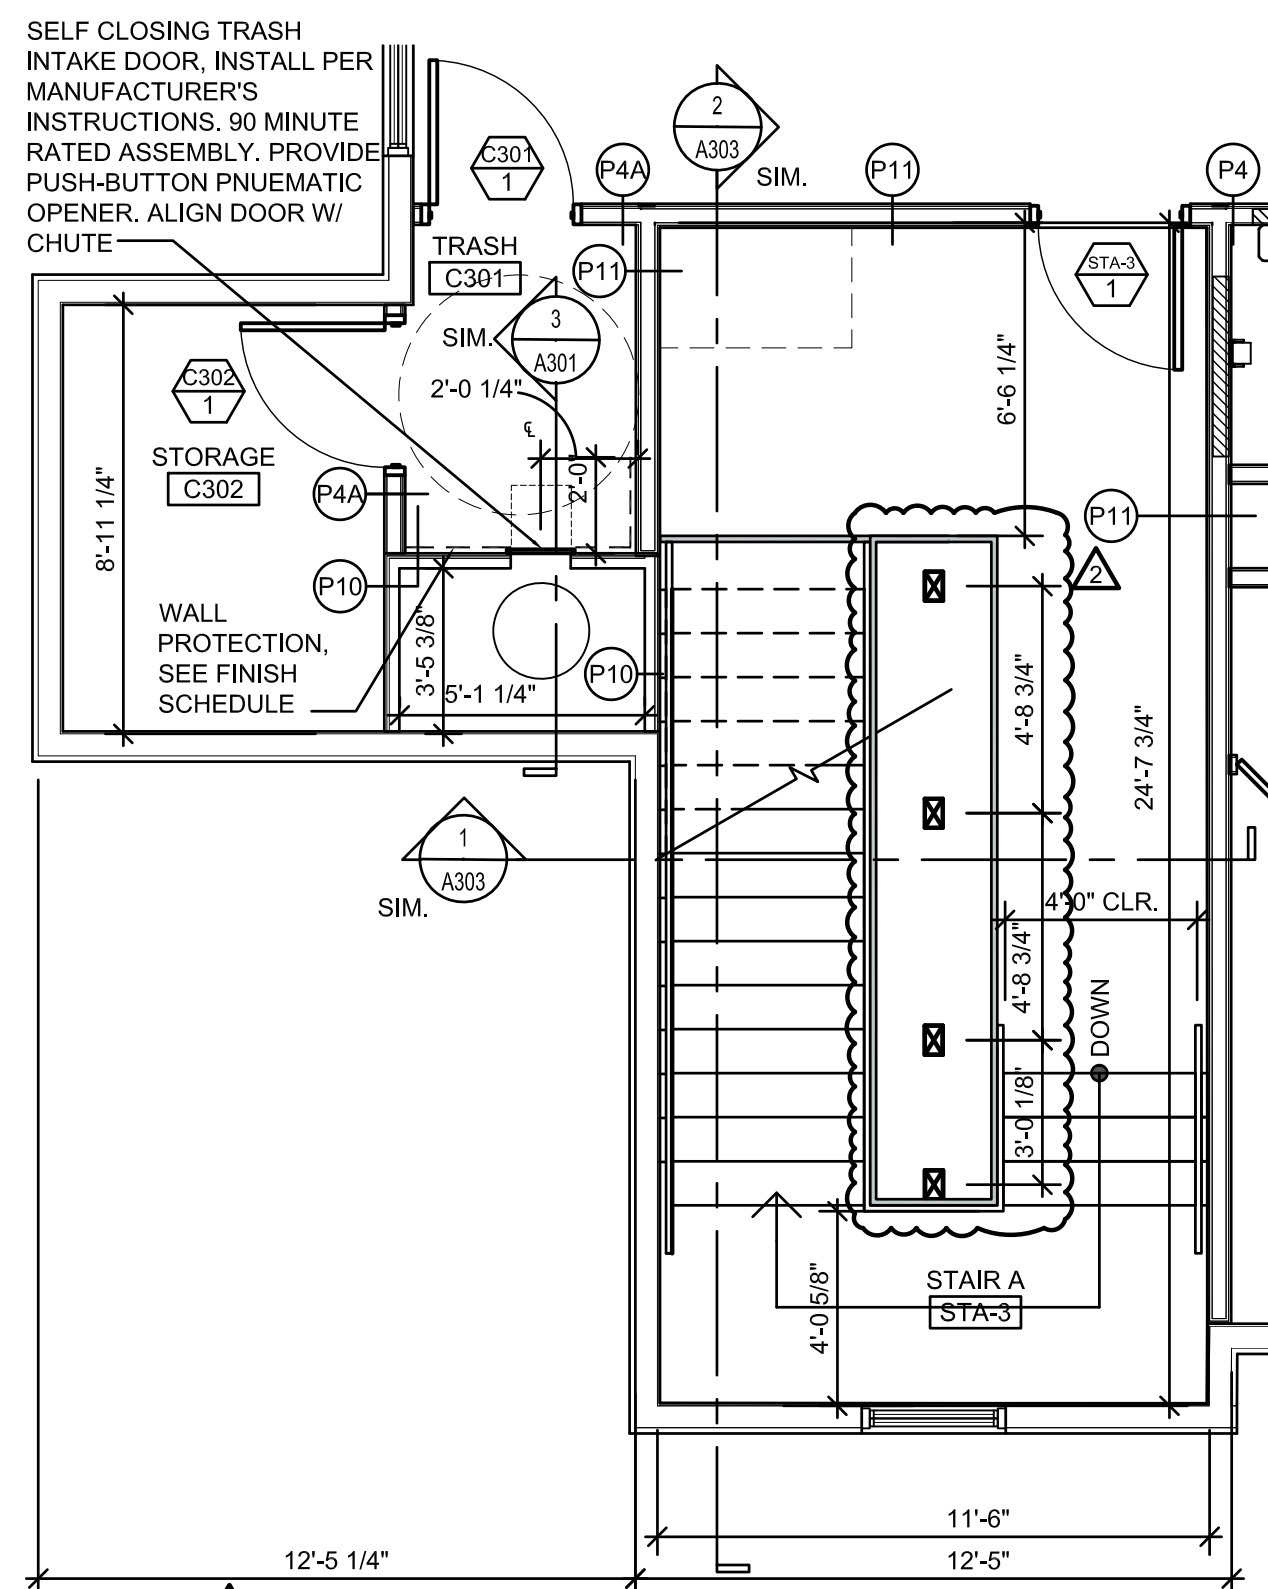 SELF CLOSING TRASH
INTAKE DOOR, INSTALL PER
MANUFACTURER'S
INSTRUCTIONS. 90 MINUTE
RATED ASSEMBLY. PROVIDE
PUSH-BUTTON PNUEMATIC
OPENER. ALIGN DOOR W/
CHUTE
2
A303
SIM.
C301
1
P4A
P11
P4
TRASH
C301
P11
STA-3
1
3
A301
SIM.
2'-0 1/4"
6'-6 1/4"
C302
1
℄
STORAGE
C302
P4A
2'-0
8'-11 1/4"
P11
2
P10
WALL
PROTECTION,
SEE FINISH
SCHEDULE
3'-5 3/8"
5'-1 1/4"
P10
4'-8 3/4"
24'-7 3/4"
1
A303
SIM.
4'-0" CLR.
4'-8 3/4"
DOWN
3'-0 1/8"
STAIR A
STA-3
4'-0 5/8"
11'-6"
12'-5 1/4"
12'-5"